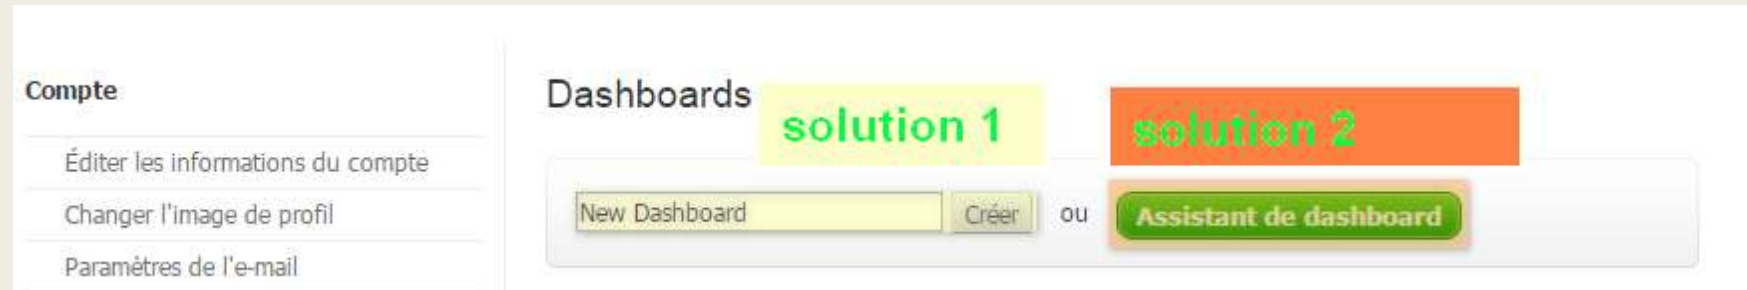 Compte
Éditer les informations du compte
Changer l'image de profil
Paramètres de l'e-mail
Dashboards
solution 1
solution 2
New Dashboard Créer ou Assistant de dashboard